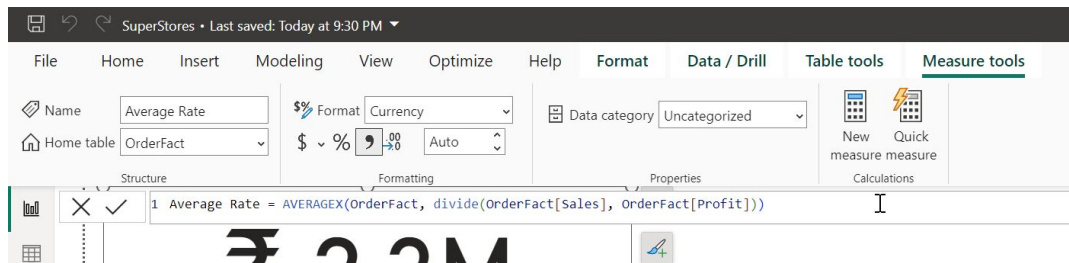 SuperStores • Last saved: Today at 9:30 PM
File Home Insert Modeling View Optimize Help Format Data / Drill Table tools Measure tools
Name Average Rate $% Format Currency Data category Uncategorized New measure Quick measure
Home table OrderFact $ % , .00 Auto
Structure Formatting Properties Calculations
1 Average Rate = AVERAGEX(OrderFact, divide(OrderFact[Sales], OrderFact[Profit]))